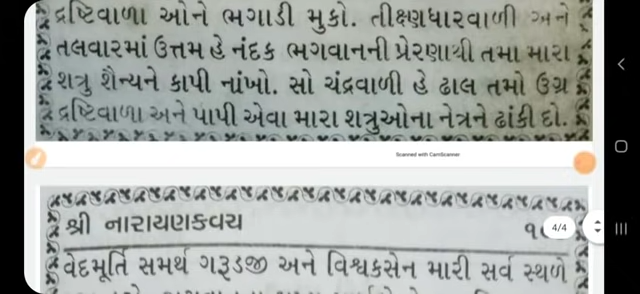 દ્રષ્ટિવાળા ઓને ભગાડી મુકો. તીક્ષ્ણધારવાળી અને
તલવારમાં ઉત્તમ હે નંદક ભગવાનની પ્રેરણાથી તમા મારા
શત્રુ શૈન્યને કાપી નાંખો. સો ચંદ્રવાળી હે ઢાલ તમો ઉગ્ર
દ્રષ્ટિવાળા અને પાપી એવા મારા શત્રુઓના નેત્રને ઢાંકી દો.
Scanned with CamScanner
શ્રી નારાયણકવચ
4/4
વેદમૂર્તિ સમર્થ ગરૂડજી અને વિશ્વકસેન મારી સર્વ સ્થળે